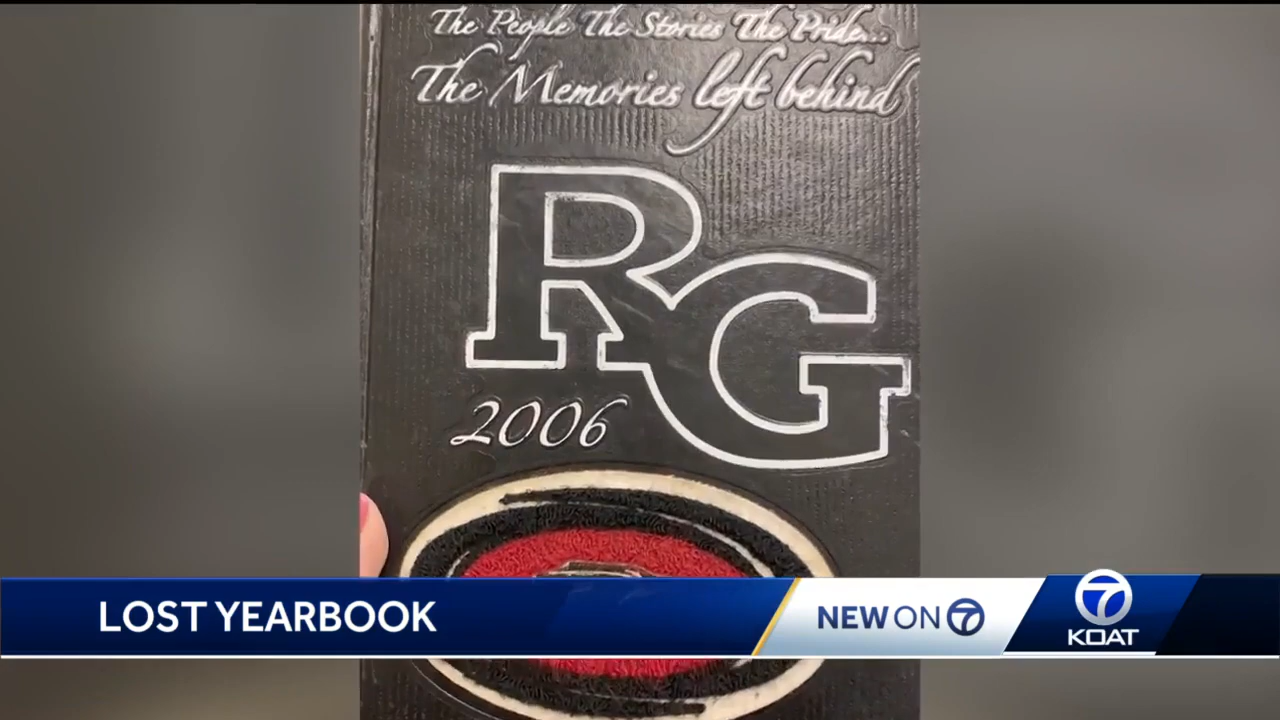 The People The Stories The Pride...
The Memories left behind
RG
2006
LOST YEARBOOK
NEW ON 7
7
KOAT